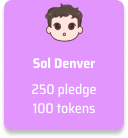 Sol Denver
250 pledge
100 tokens